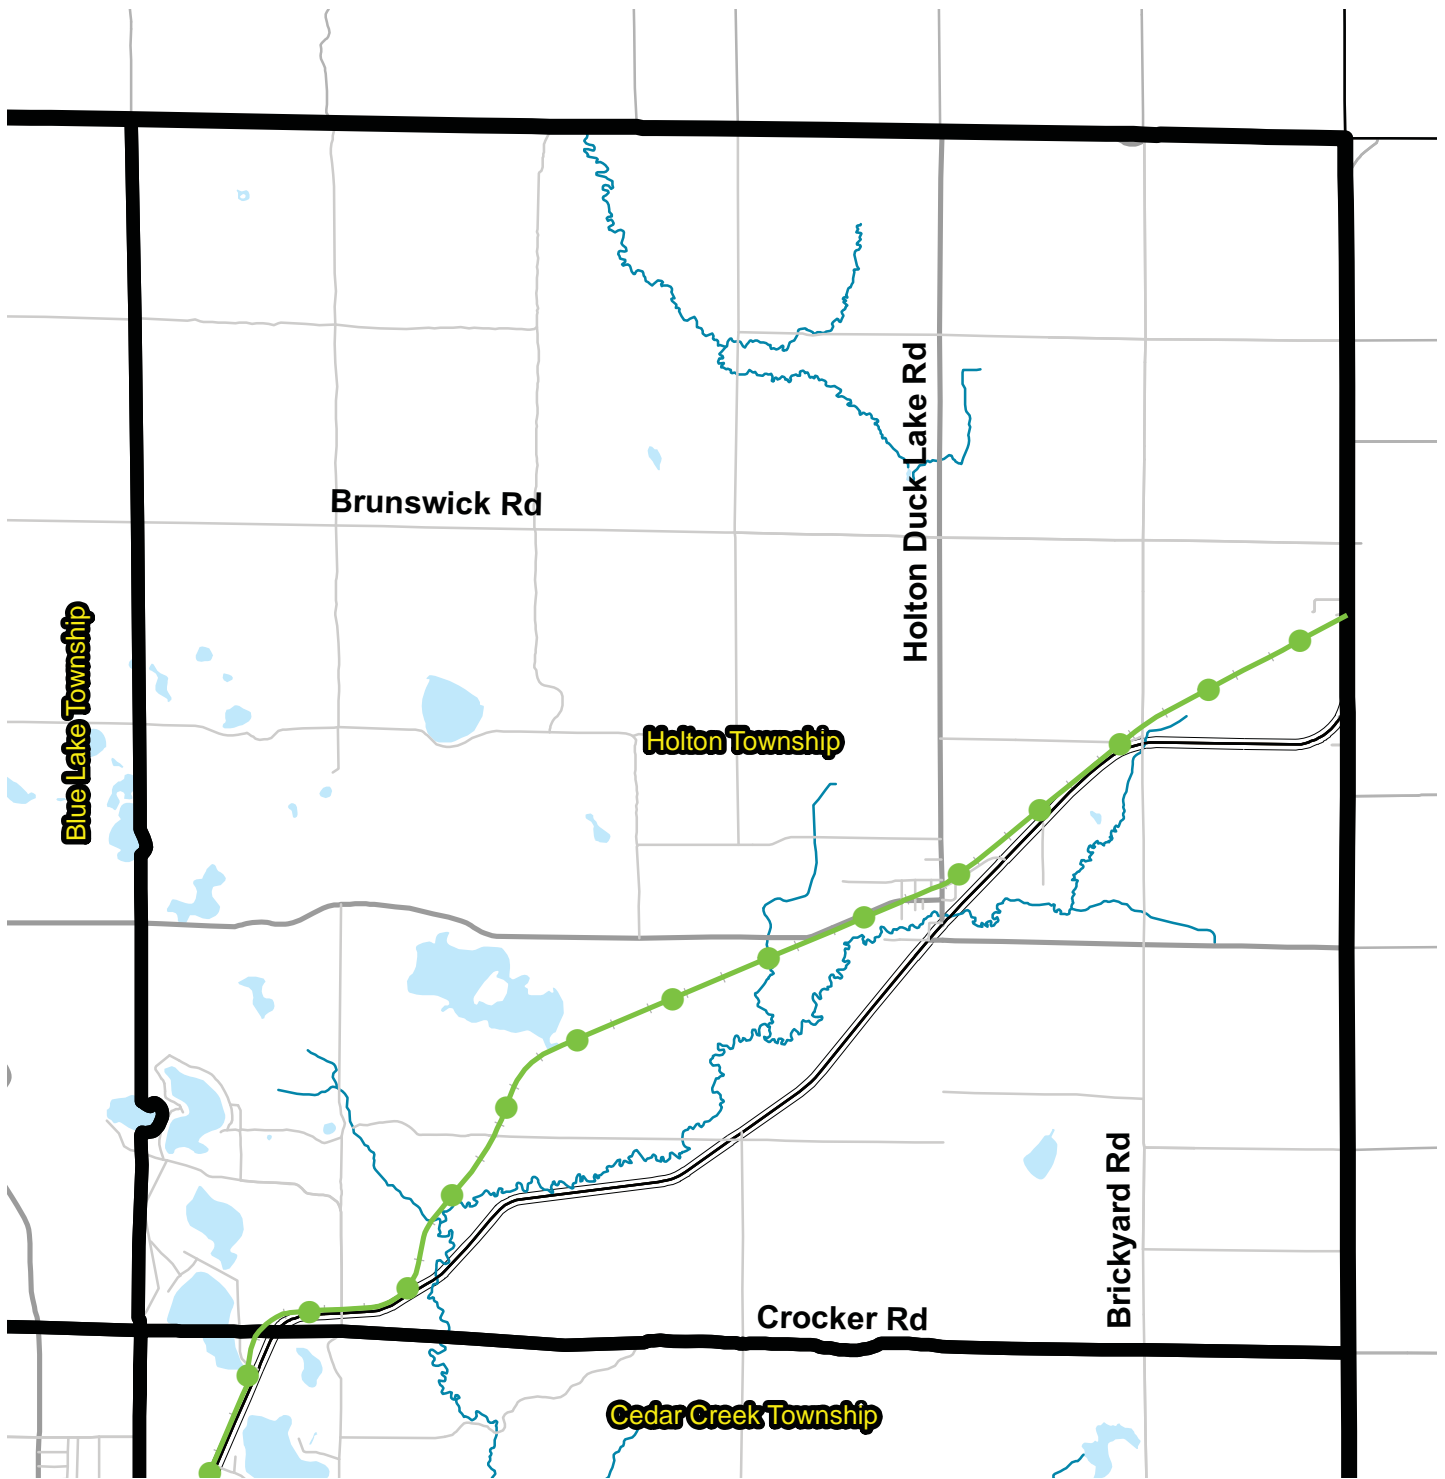 Brunswick Rd
Holton Duck Lake Rd
Blue Lake Township
Holton Township
Brickyard Rd
Crocker Rd
Cedar Creek Township